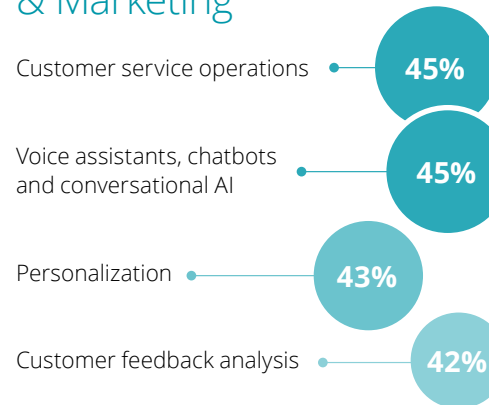 & Marketing
Customer service operations
45%
Voice assistants, chatbots
and conversational AI
45%
Personalization
43%
Customer feedback analysis
42%